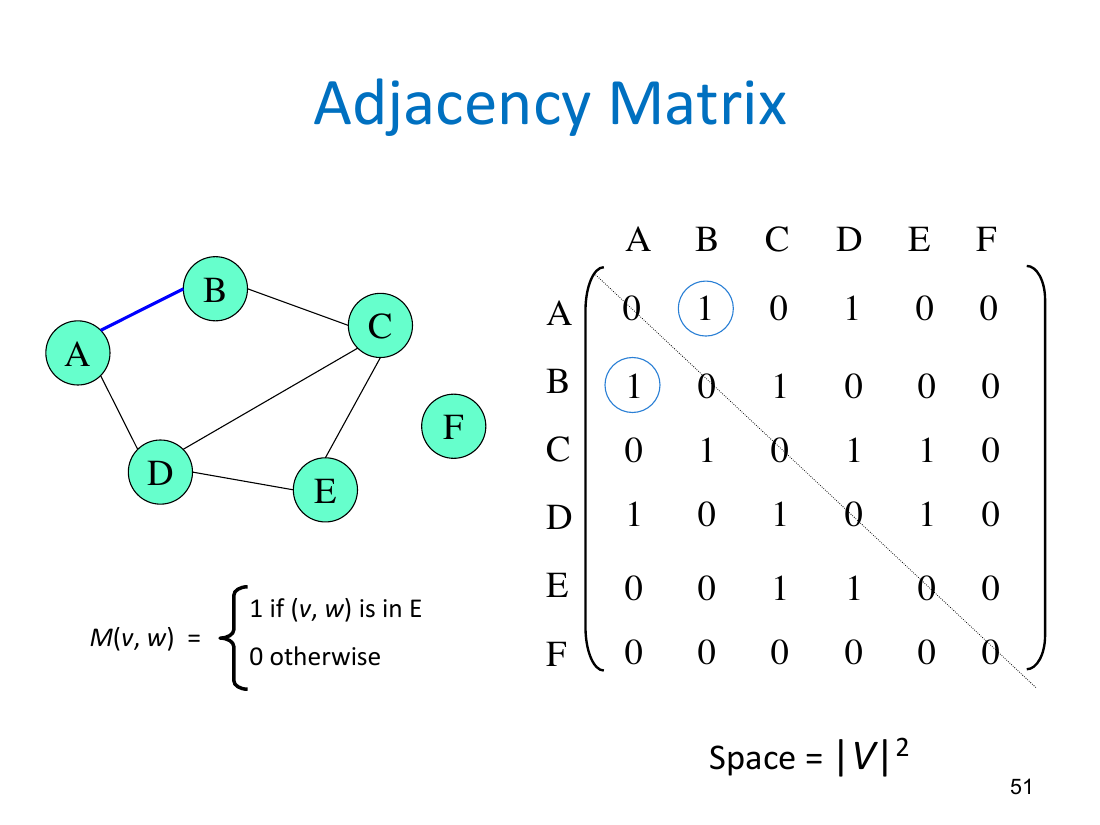 Adjacency Matrix
A
B
C
D
E
F
M(v, w) =
1 if (v, w) is in E
0 otherwise
A B C D E F
A 0 1 0 1 0 0
B 1 0 1 0 0 0
C 0 1 0 1 1 0
D 1 0 1 0 1 0
E 0 0 1 1 0 0
F 0 0 0 0 0 0
Space = |V|²
51